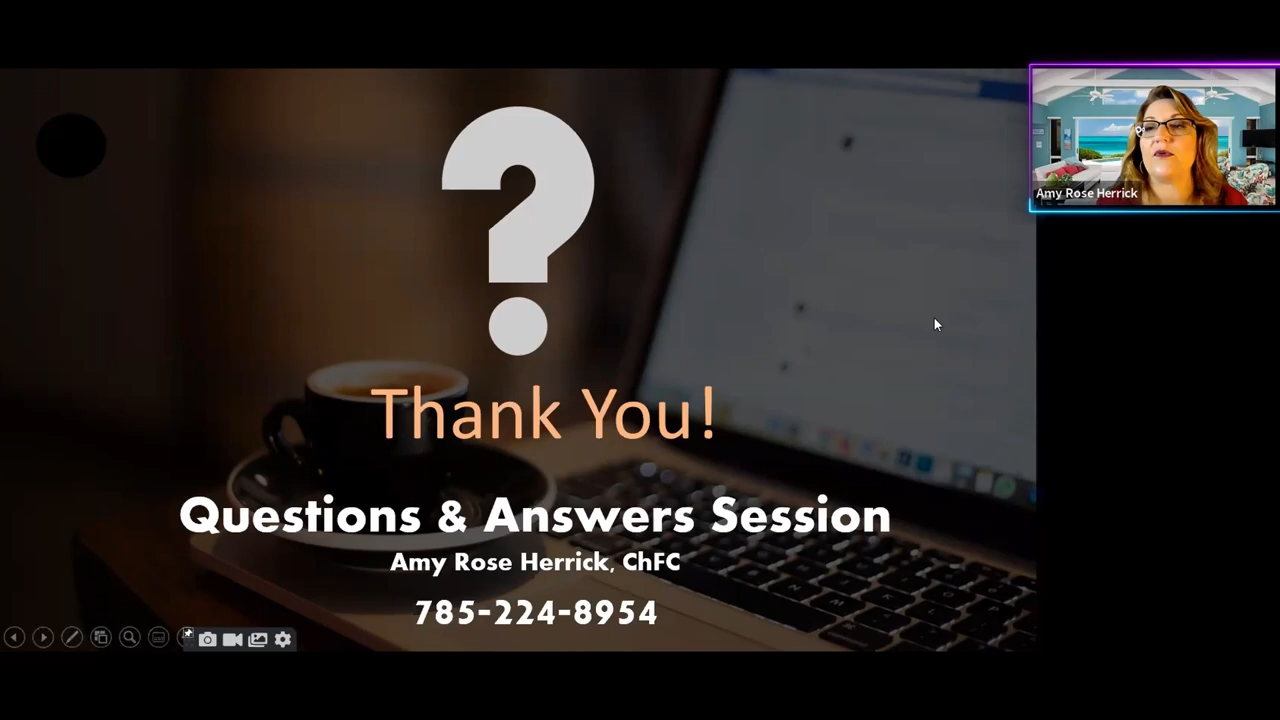 Amy Rose Herrick
?
Thank You!
Questions & Answers Session
Amy Rose Herrick, ChFC
785-224-8954